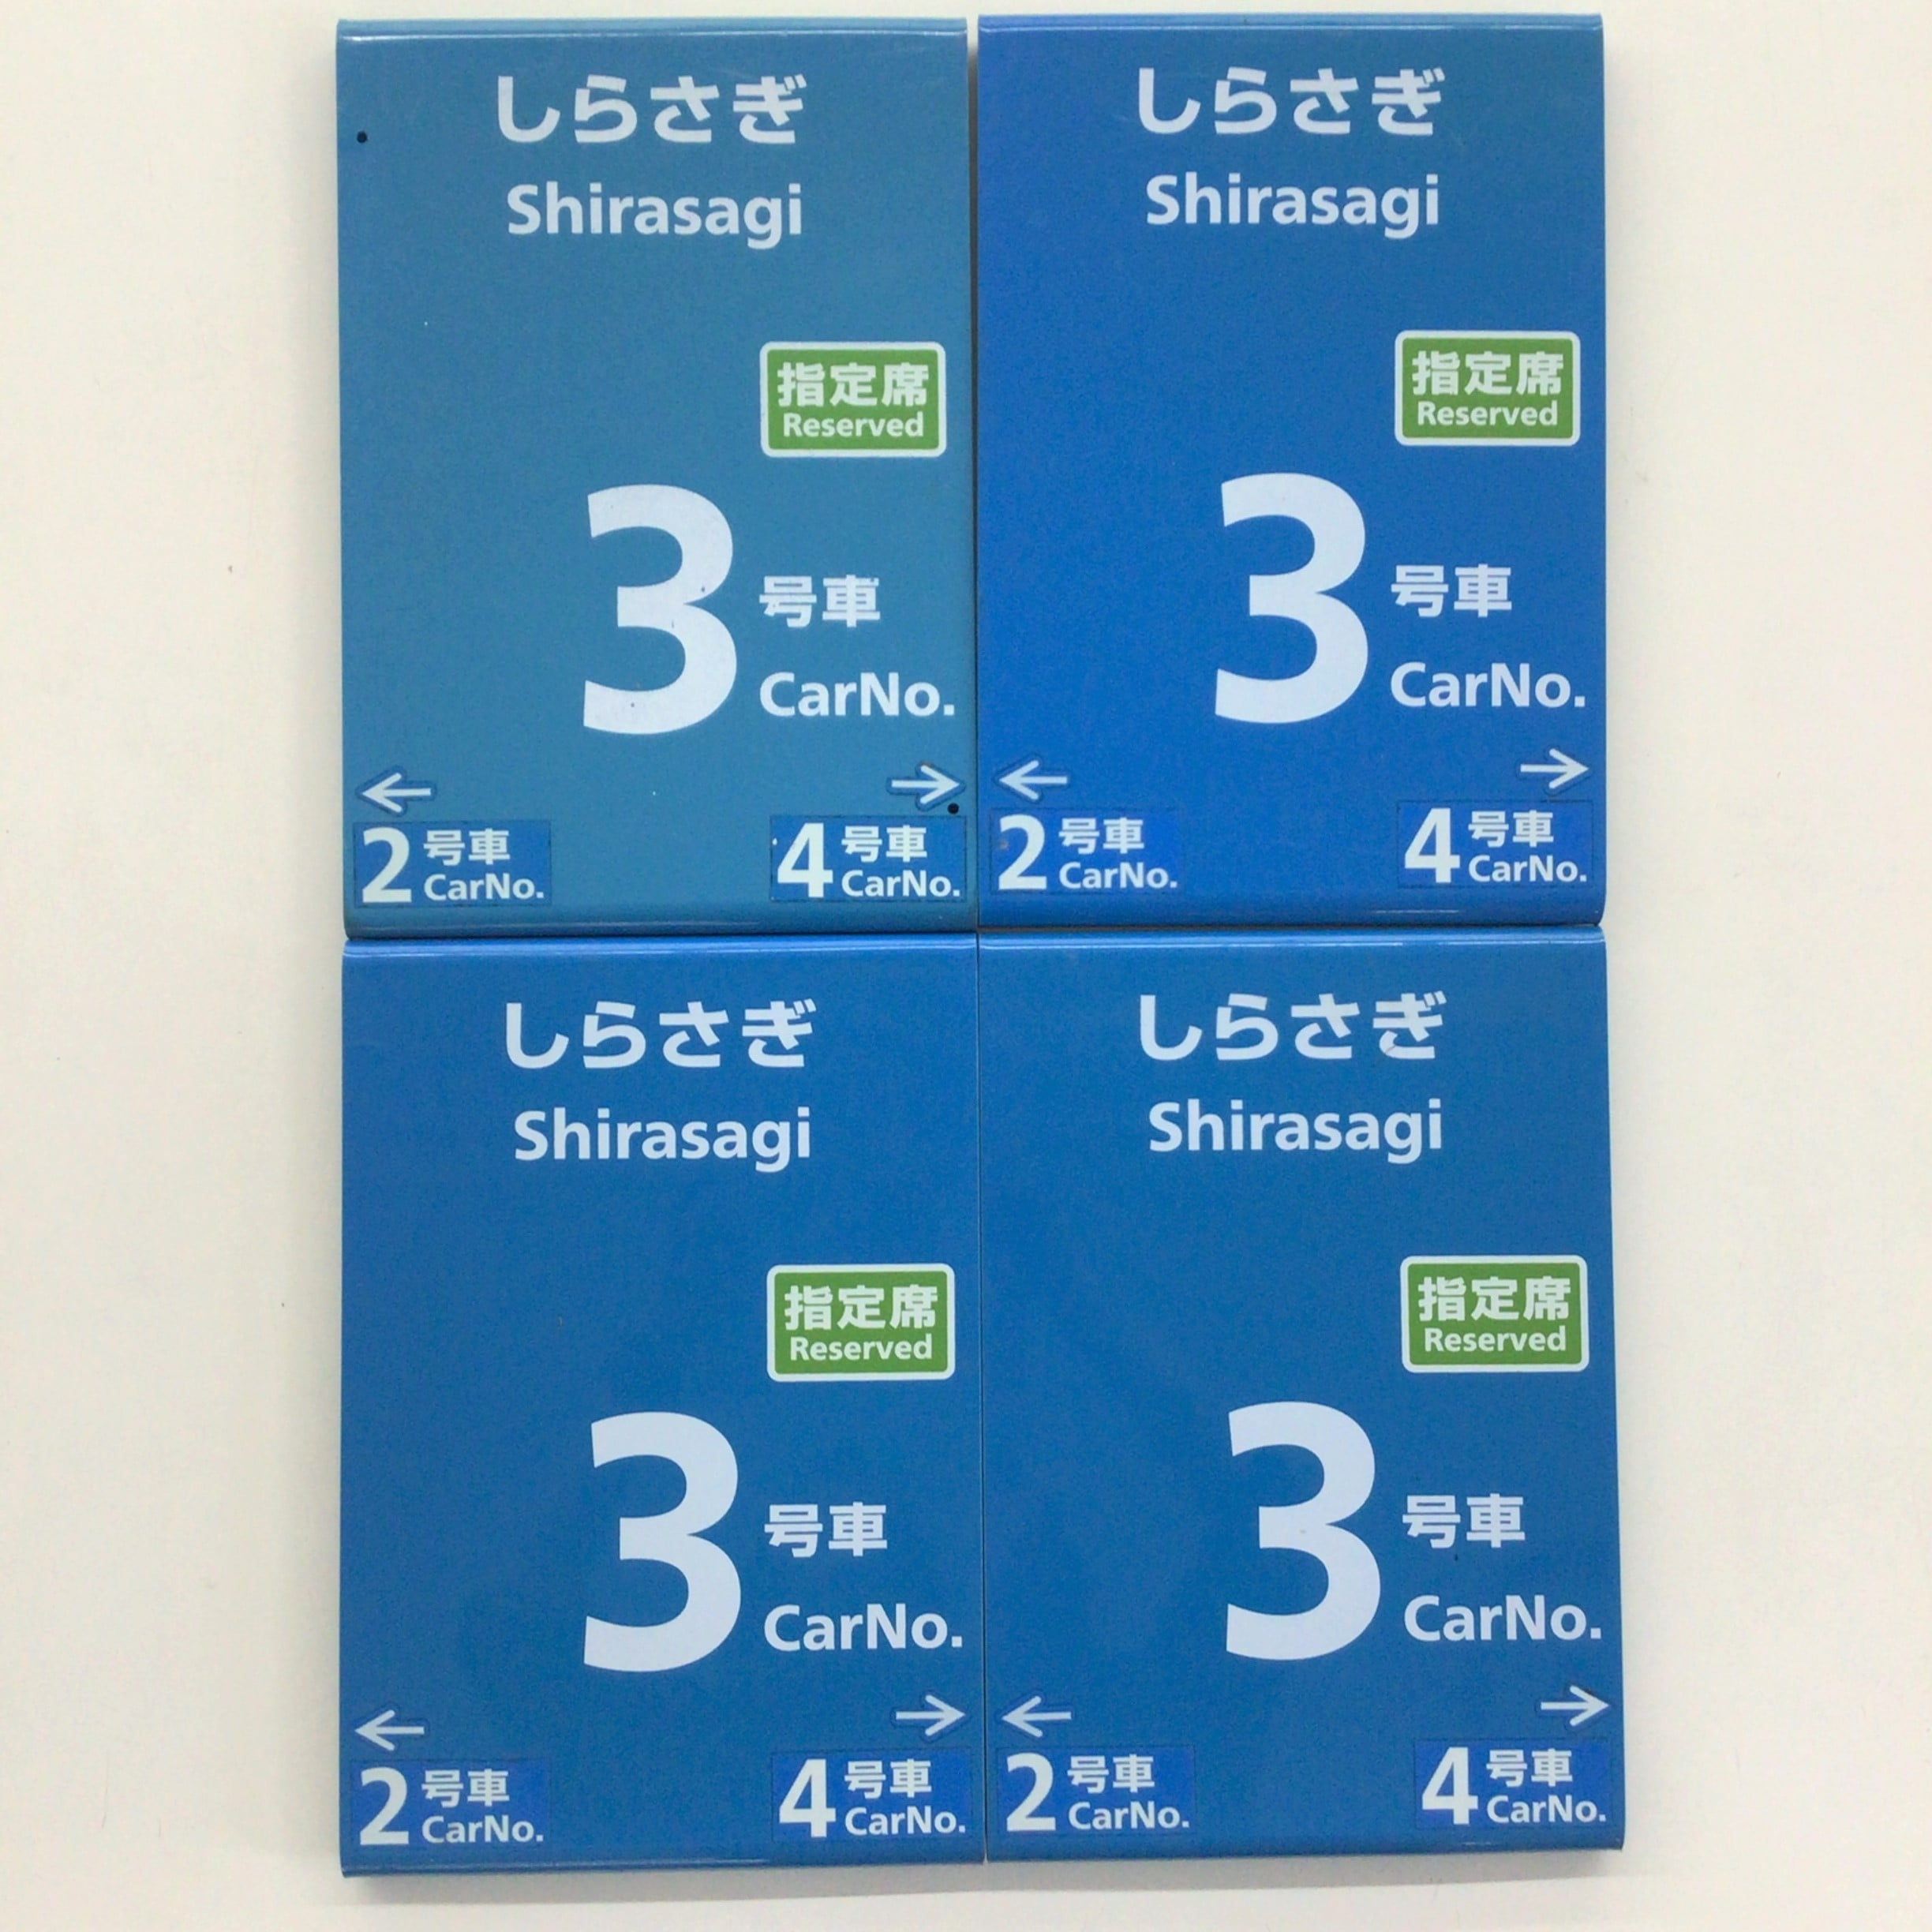 しらさぎ
Shirasagi
指定席
Reserved
3 号車
CarNo.
← →
2 号車 CarNo.
4 号車 CarNo.
しらさぎ
Shirasagi
指定席
Reserved
3 号車
CarNo.
← →
2 号車 CarNo.
4 号車 CarNo.
しらさぎ
Shirasagi
指定席
Reserved
3 号車
CarNo.
← →
2 号車 CarNo.
4 号車 CarNo.
しらさぎ
Shirasagi
指定席
Reserved
3 号車
CarNo.
← →
2 号車 CarNo.
4 号車 CarNo.